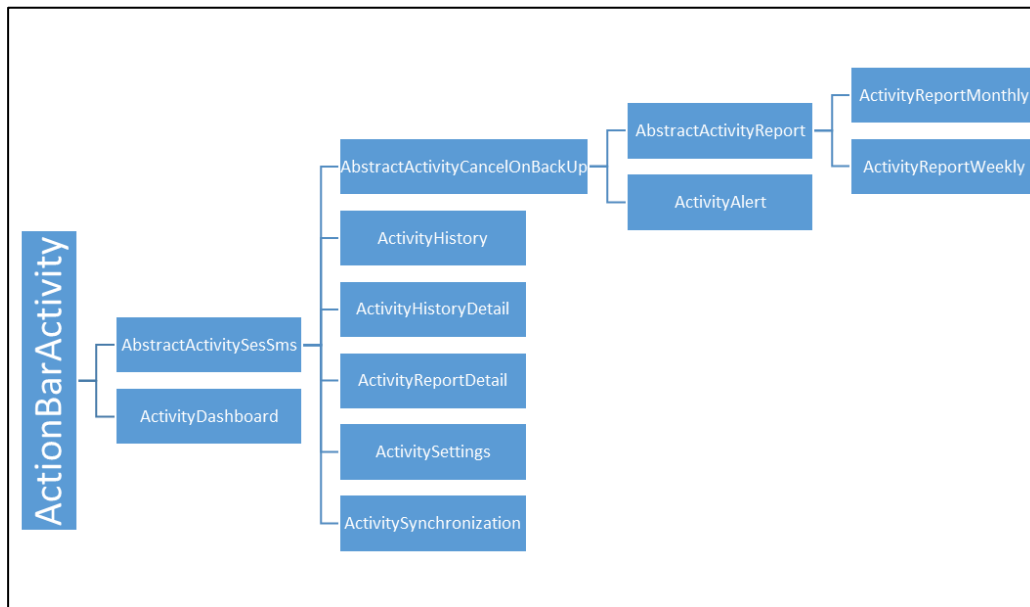 ActionBarActivity
AbstractActivitySesSms
AbstractActivityCancelOnBackUp
AbstractActivityReport
ActivityReportMonthly
ActivityReportWeekly
ActivityAlert
ActivityHistory
ActivityHistoryDetail
ActivityReportDetail
ActivitySettings
ActivitySynchronization
ActivityDashboard